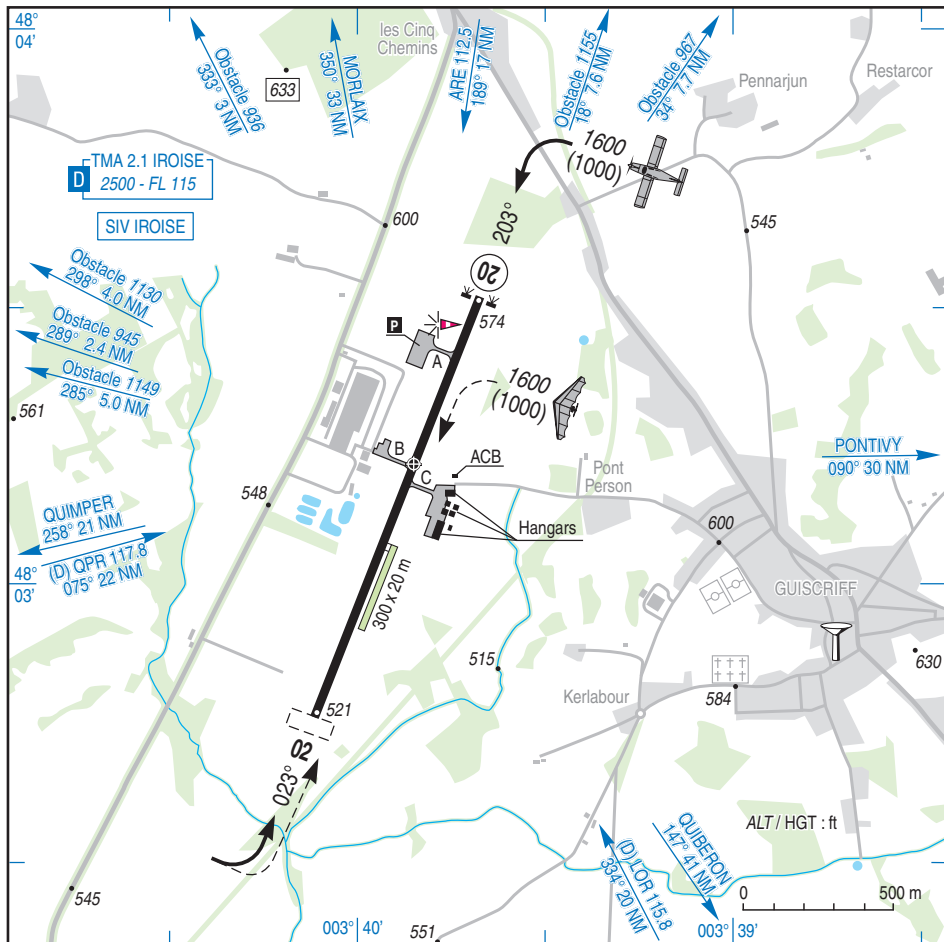 48°
04'
les Cinq
Chemins
Obstacle 936
333° 3 NM
633
MORLAIX
350° 33 NM
ARE 112.5
189° 17 NM
Obstacle 1155
18° 7.6 NM
Obstacle 967
34° 7.7 NM
Pennarjun
Restarcor
1600
(1000)
TMA 2.1 IROISE
D
2500 - FL 115
SIV IROISE
600
203°
545
20
574
Obstacle 1130
298° 4.0 NM
Obstacle 945
289° 2.4 NM
Obstacle 1149
285° 5.0 NM
P
A
1600
(1000)
561
B
C
ACB
Pont
Person
PONTIVY
090° 30 NM
548
QUIMPER
258° 21 NM
(D) QPR 117.8
075° 22 NM
Hangars
600
48°
03'
GUISCRIFF
300 x 20 m
515
630
584
Kerlabour
521
02
023°
ALT / HGT : ft
(D) LOR 115.8
334° 20 NM
QUIBERON
147° 41 NM
0
500 m
545
003° 40'
551
003° 39'